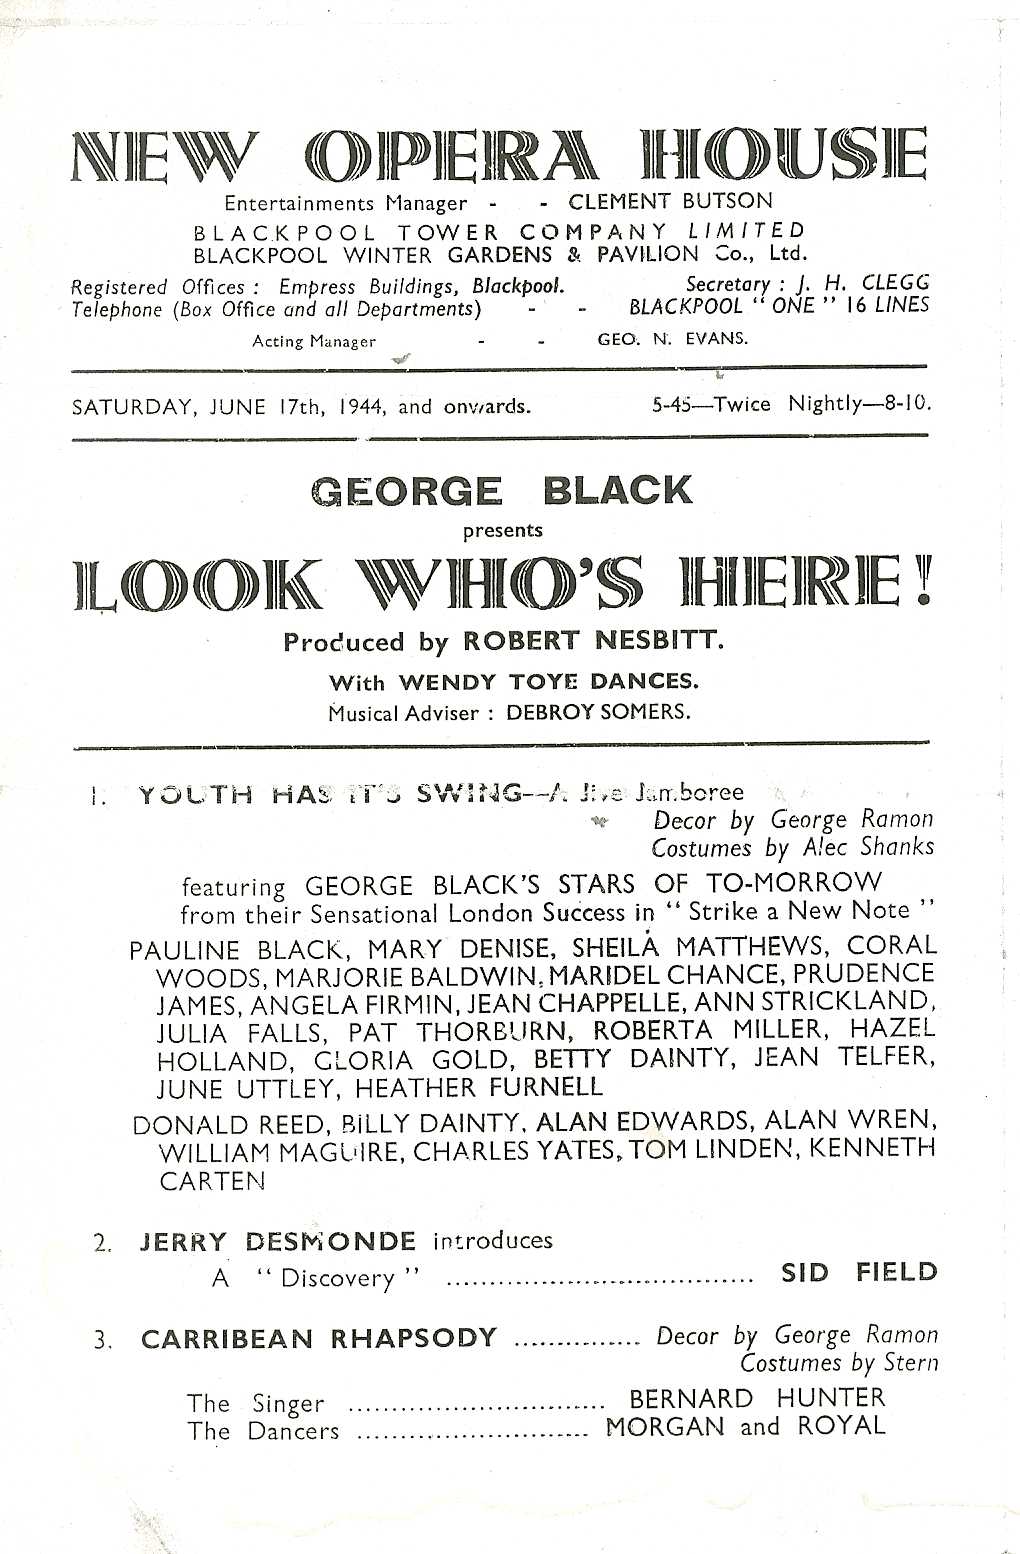 NEW OPERA HOUSE
Entertainments Manager - - CLEMENT BUTSON
BLACKPOOL TOWER COMPANY LIMITED
BLACKPOOL WINTER GARDENS & PAVILION Co., Ltd.
Registered Offices : Empress Buildings, Blackpool. Secretary : J. H. CLEGG
Telephone (Box Office and all Departments) - - BLACKPOOL " ONE " 16 LINES
Acting Manager - - GEO. N. EVANS.
SATURDAY, JUNE 17th, 1944, and onwards. 5-45—Twice Nightly—8-10.
GEORGE BLACK
presents
LOOK WHO'S HERE!
Produced by ROBERT NESBITT.
With WENDY TOYE DANCES.
Musical Adviser : DEBROY SOMERS.
1. YOUTH HAS IT'S SWING--A Jive Jamboree
Decor by George Ramon
Costumes by Alec Shanks
featuring GEORGE BLACK'S STARS OF TO-MORROW
from their Sensational London Success in " Strike a New Note "
PAULINE BLACK, MARY DENISE, SHEILA MATTHEWS, CORAL
WOODS, MARJORIE BALDWIN, MARIDEL CHANCE, PRUDENCE
JAMES, ANGELA FIRMIN, JEAN CHAPPELLE, ANN STRICKLAND,
JULIA FALLS, PAT THORBURN, ROBERTA MILLER, HAZEL
HOLLAND, GLORIA GOLD, BETTY DAINTY, JEAN TELFER,
JUNE UTTLEY, HEATHER FURNELL
DONALD REED, BILLY DAINTY, ALAN EDWARDS, ALAN WREN,
WILLIAM MAGUIRE, CHARLES YATES, TOM LINDEN, KENNETH
CARTEN
2. JERRY DESMONDE introduces
A " Discovery " .................................... SID FIELD
3. CARRIBEAN RHAPSODY ............... Decor by George Ramon
Costumes by Stern
The Singer .............................. BERNARD HUNTER
The Dancers ........................... MORGAN and ROYAL